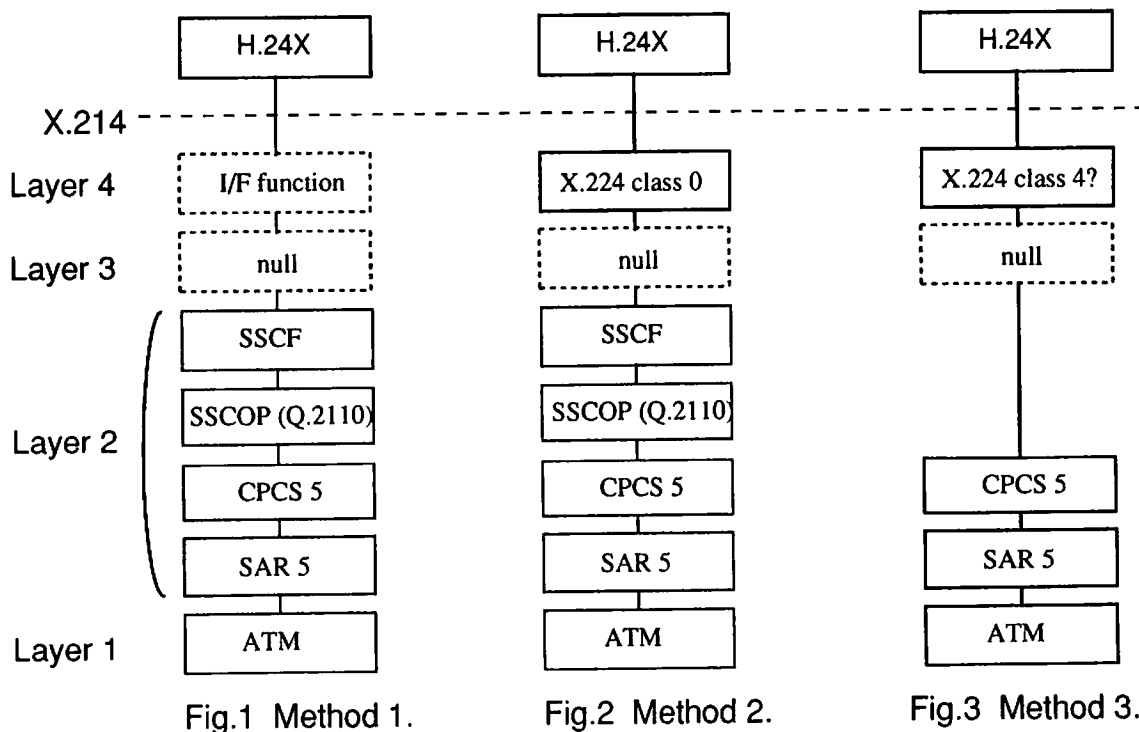 H.24X H.24X H.24X
X.214
Layer 4 I/F function X.224 class 0 X.224 class 4?
Layer 3 null null null
SSCF SSCF
Layer 2 SSCOP (Q.2110) SSCOP (Q.2110)
CPCS 5 CPCS 5 CPCS 5
SAR 5 SAR 5 SAR 5
Layer 1 ATM ATM ATM
Fig.1 Method 1. Fig.2 Method 2. Fig.3 Method 3.